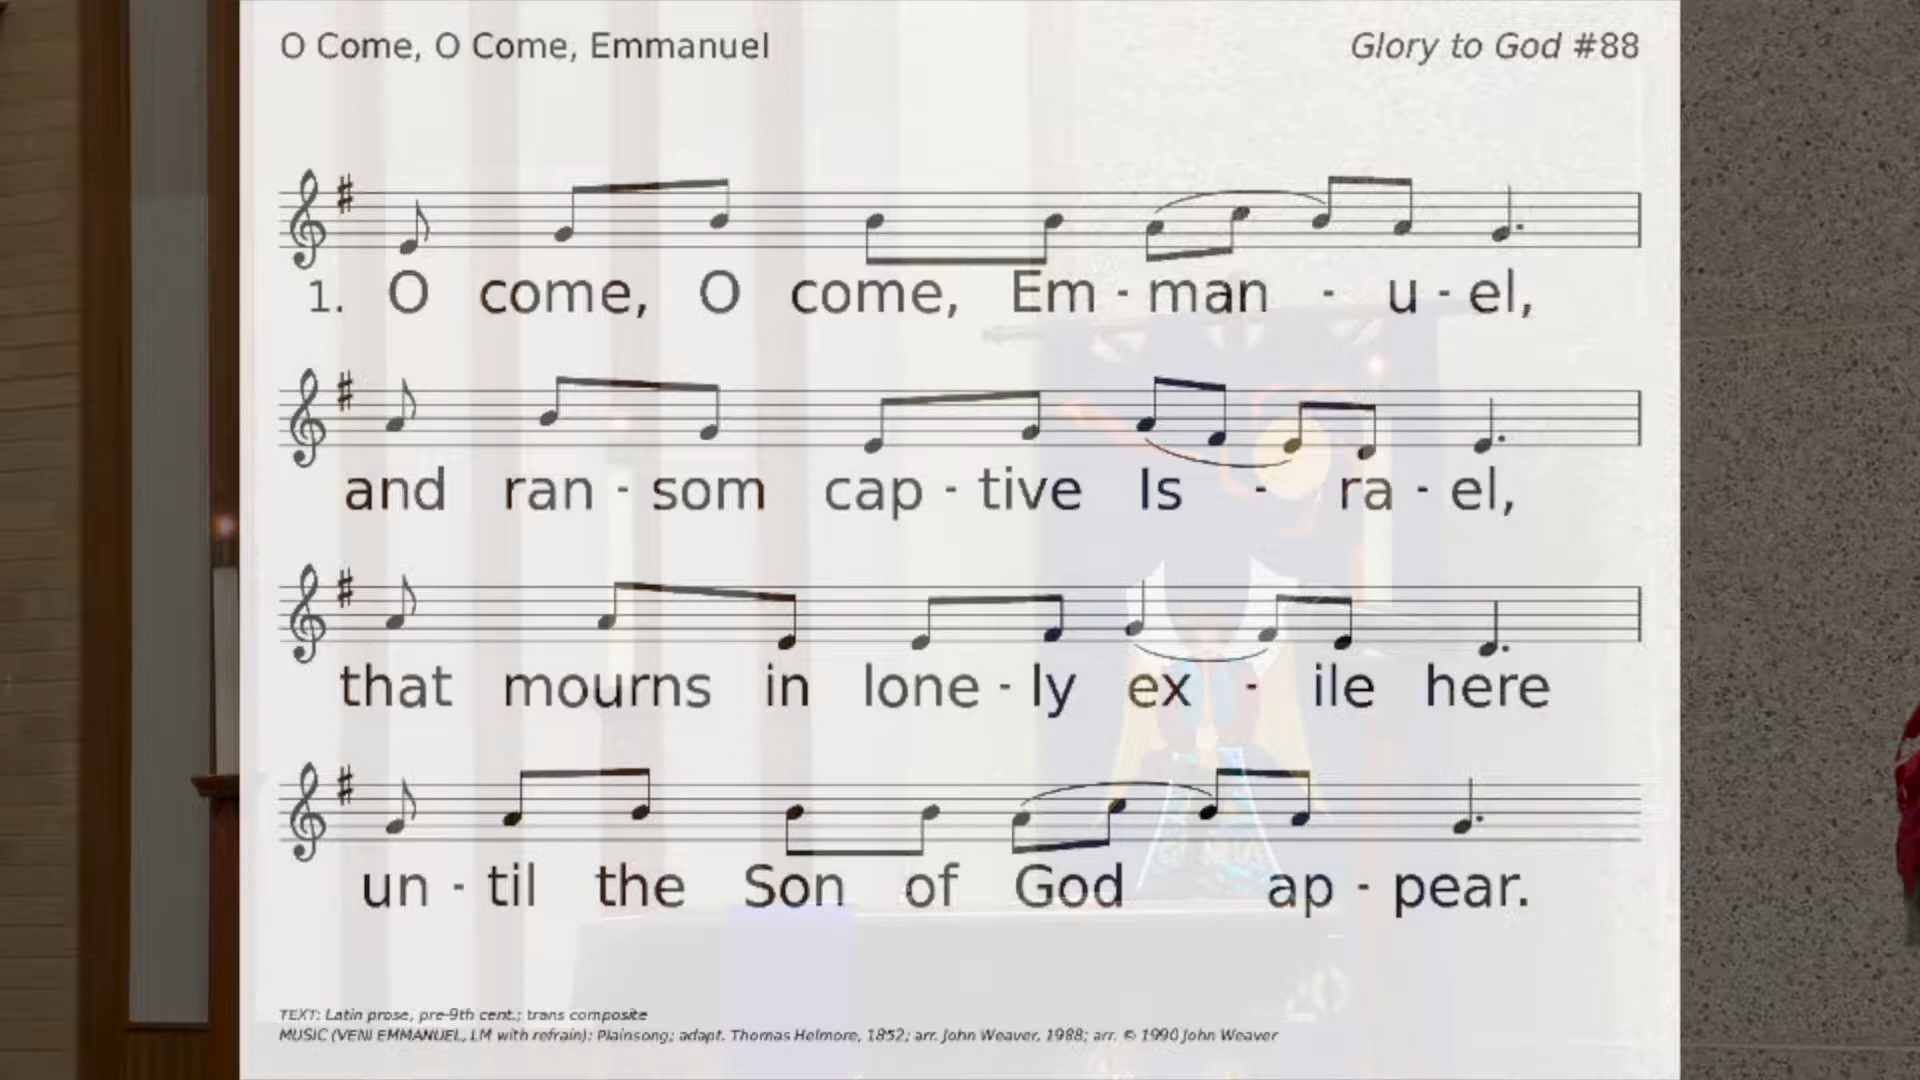 O Come, O Come, Emmanuel
Glory to God #88
1. O come, O come, Em - man - u - el,
and ran - som cap - tive Is - ra - el,
that mourns in lone - ly ex - ile here
un - til the Son of God ap - pear.
TEXT: Latin prose, pre-9th cent.; trans composite
MUSIC (VENI EMMANUEL, LM with refrain): Plainsong; adapt. Thomas Helmore, 1852; arr. John Weaver, 1988; arr. © 1990 John Weaver